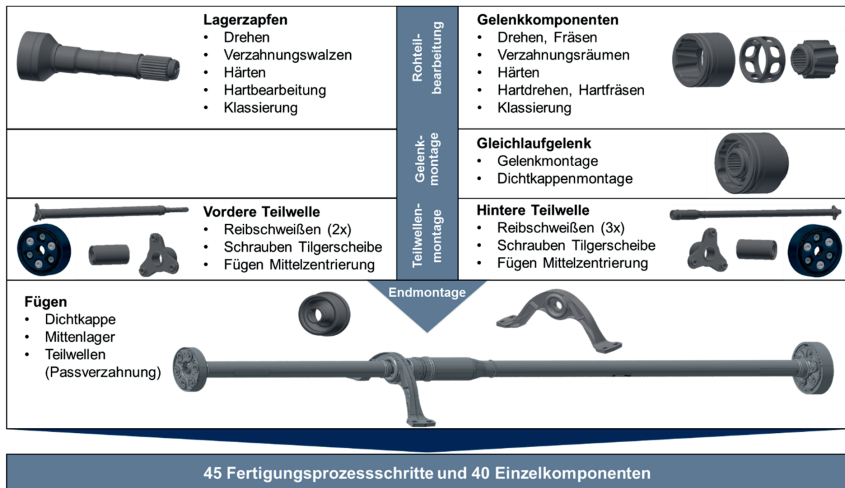 Lagerzapfen
• Drehen
• Verzahnungswalzen
• Härten
• Hartbearbeitung
• Klassierung
Rohteil-
bearbeitung
Gelenkkomponenten
• Drehen, Fräsen
• Verzahnungsräumen
• Härten
• Hartdrehen, Hartfräsen
• Klassierung
Gelenk-
montage
Gleichlaufgelenk
• Gelenkmontage
• Dichtkappenmontage
Vordere Teilwelle
• Reibschweißen (2x)
• Schrauben Tilgerscheibe
• Fügen Mittelzentrierung
Teilwellen-
montage
Hintere Teilwelle
• Reibschweißen (3x)
• Schrauben Tilgerscheibe
• Fügen Mittelzentrierung
Endmontage
Fügen
• Dichtkappe
• Mittenlager
• Teilwellen
(Passverzahnung)
45 Fertigungsprozessschritte und 40 Einzelkomponenten